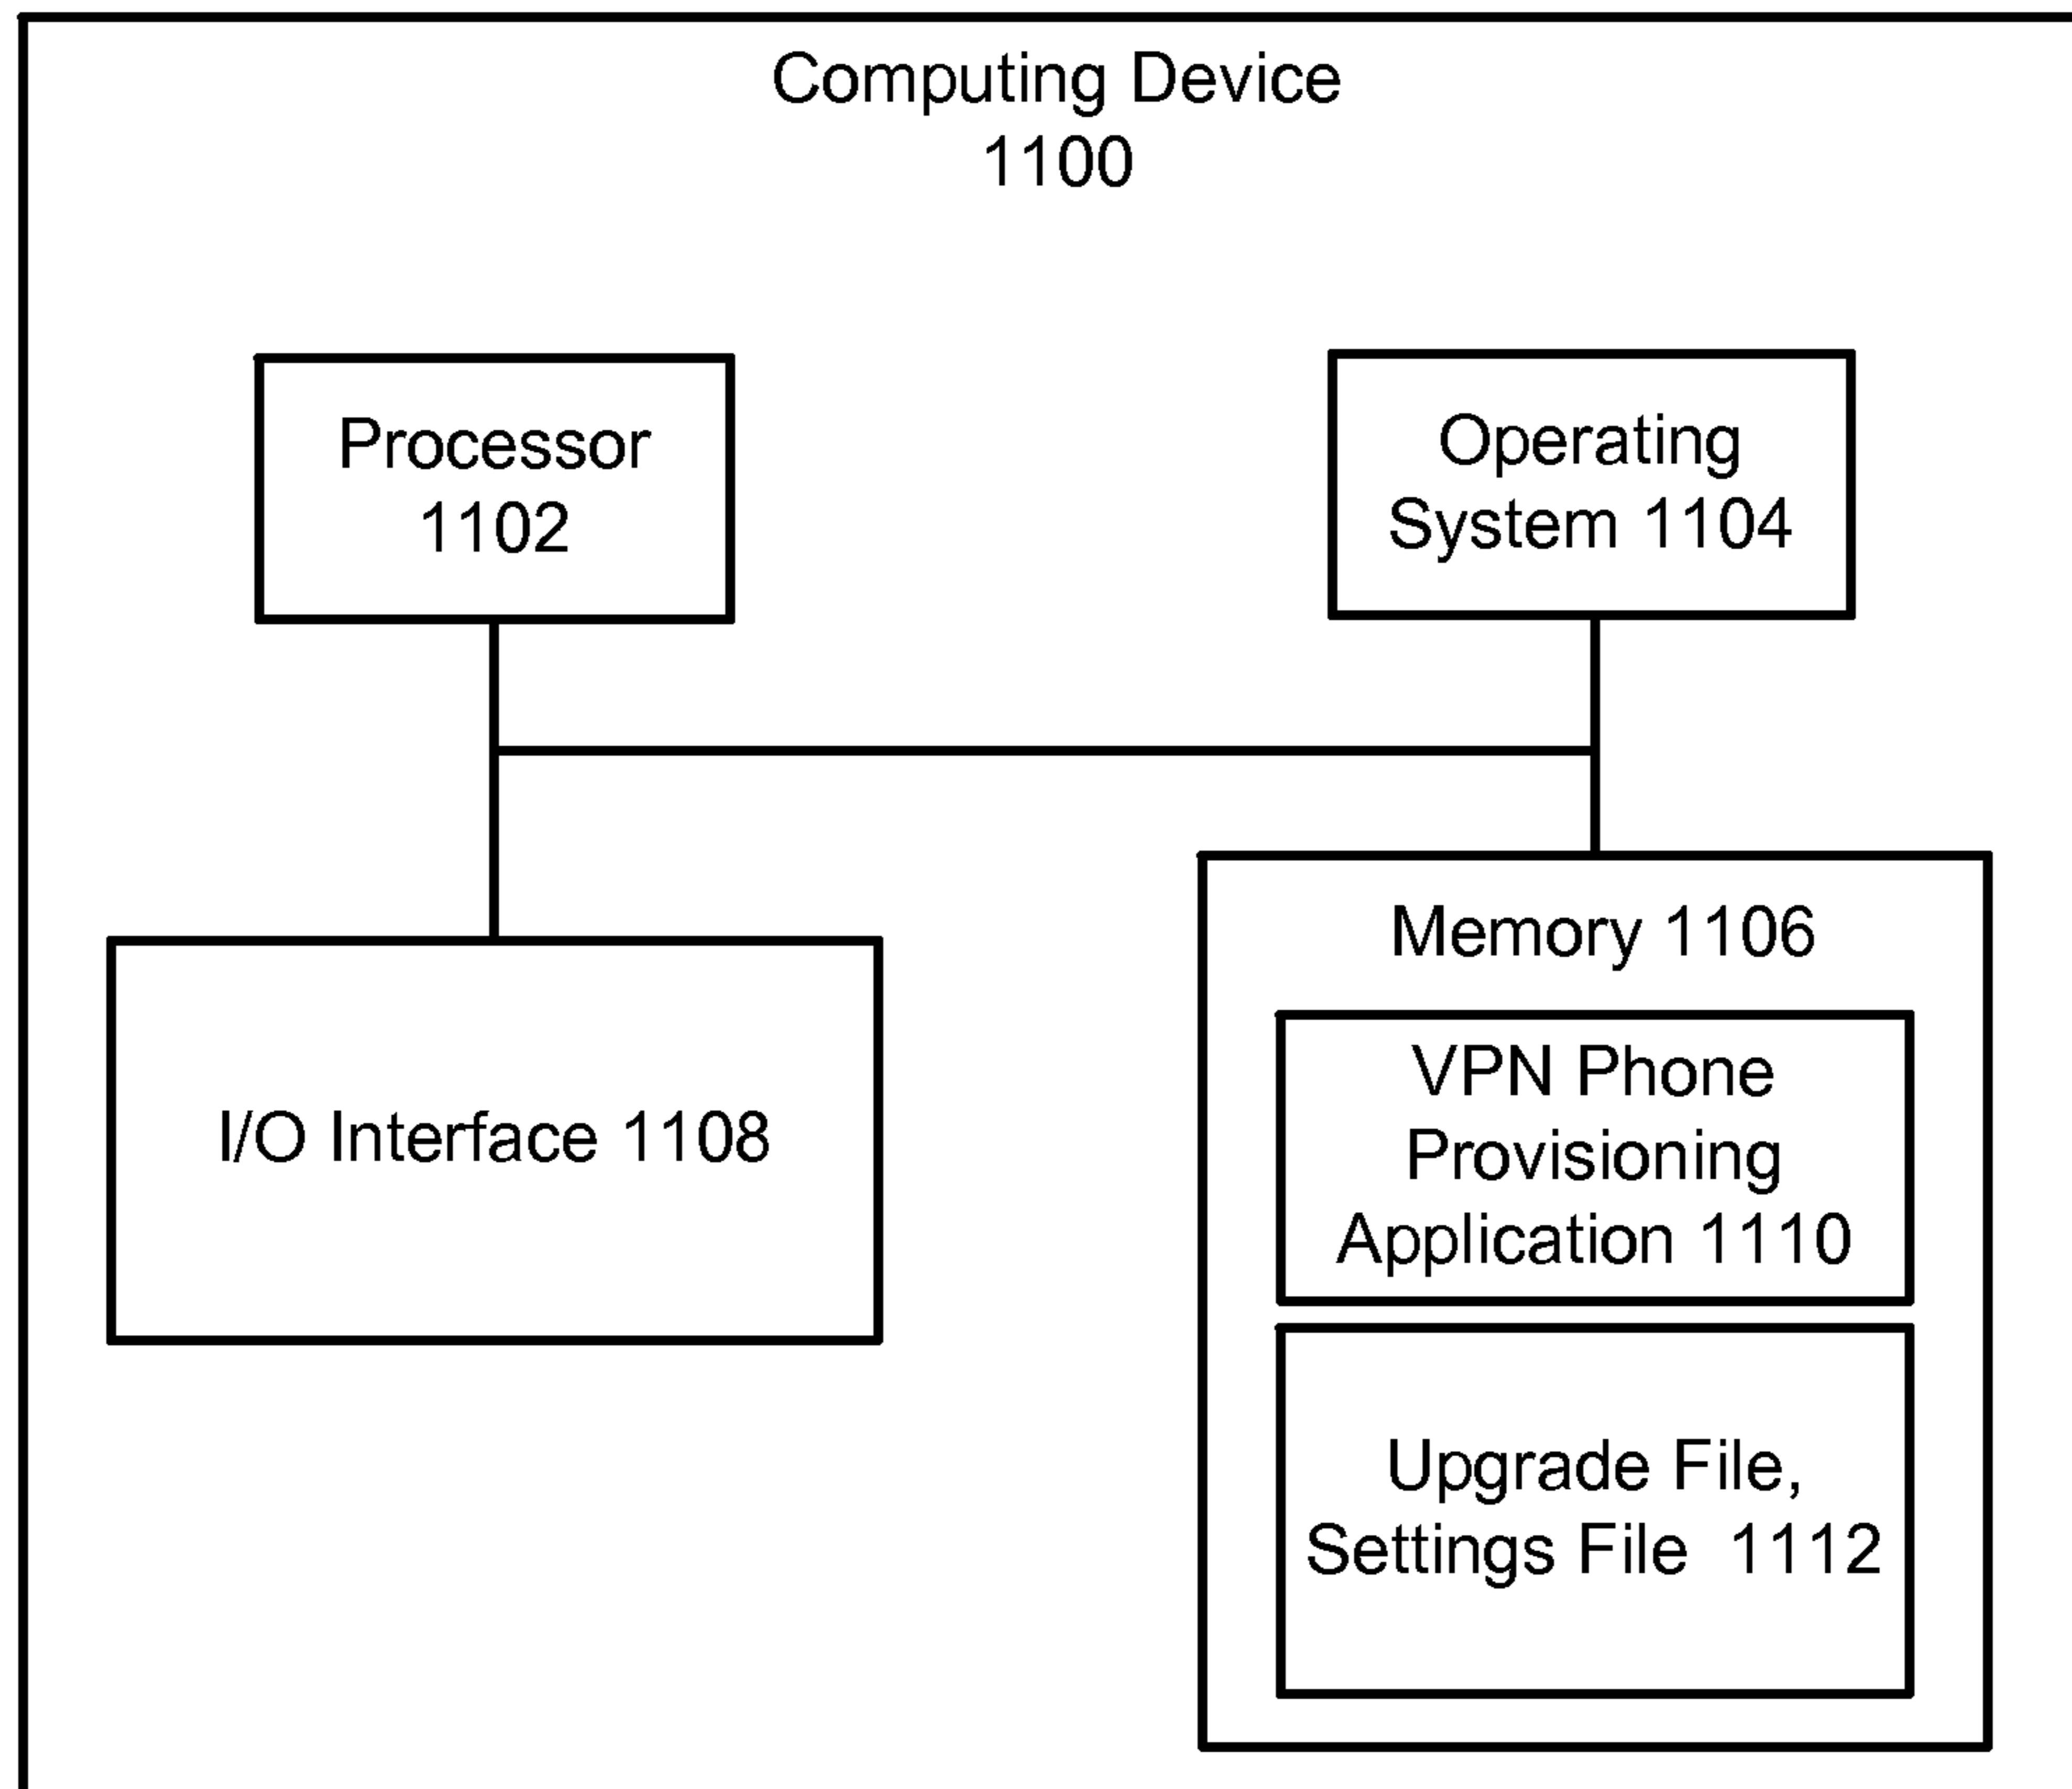 Computing Device
1100
Processor
1102
Operating
System 1104
I/O Interface 1108
Memory 1106
VPN Phone
Provisioning
Application 1110
Upgrade File,
Settings File 1112